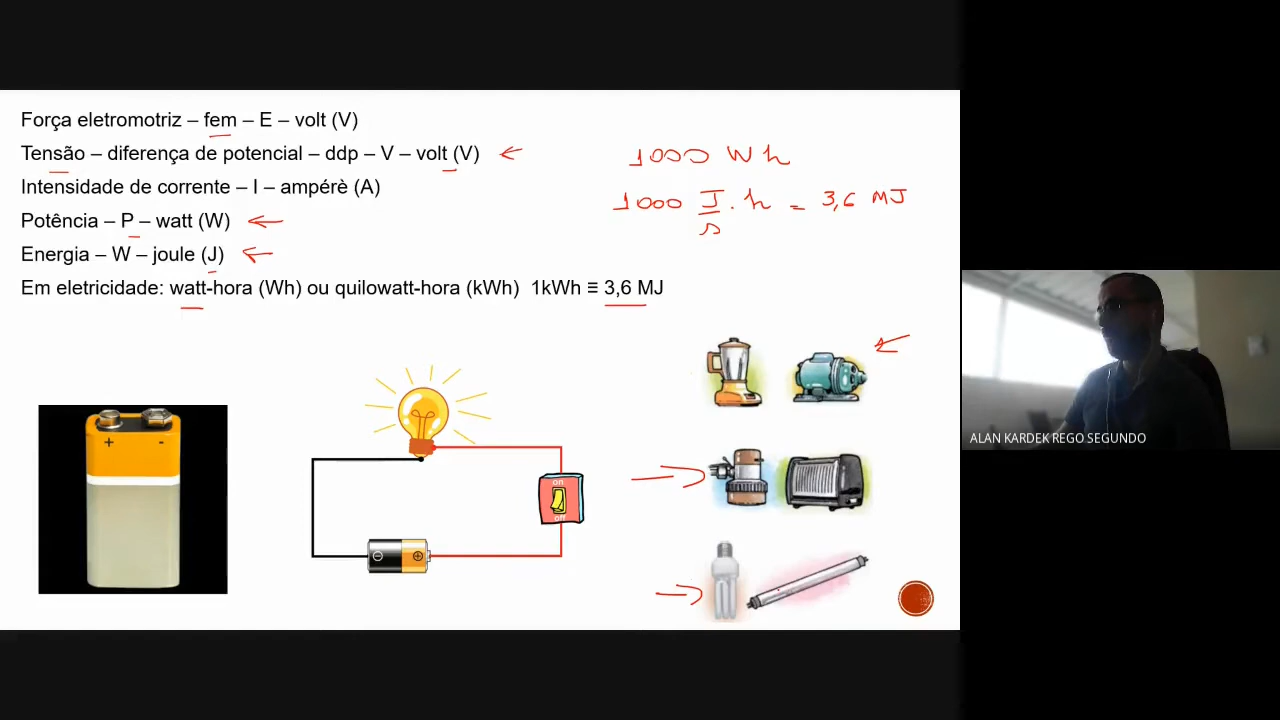 Força eletromotriz – fem – E – volt (V)
Tensão – diferença de potencial – ddp – V – volt (V)
Intensidade de corrente – I – ampérè (A)
Potência – P – watt (W)
Energia – W – joule (J)
Em eletricidade: watt-hora (Wh) ou quilowatt-hora (kWh) 1kWh ≡ 3,6 MJ
1000 Wh
1000 J/s . h = 3,6 MJ
+ -
on
off
- +
ALAN KARDEK REGO SEGUNDO